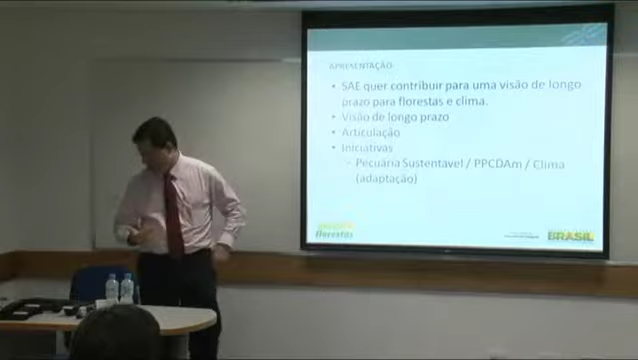 APRESENTAÇÃO
• SAE quer contribuir para uma visão de longo
prazo para florestas e clima.
• Visão de longo prazo
• Articulação
• Iniciativas
– Pecuária Sustentavel / PPCDAm / Clima
(adaptação)
florestas
BRASIL